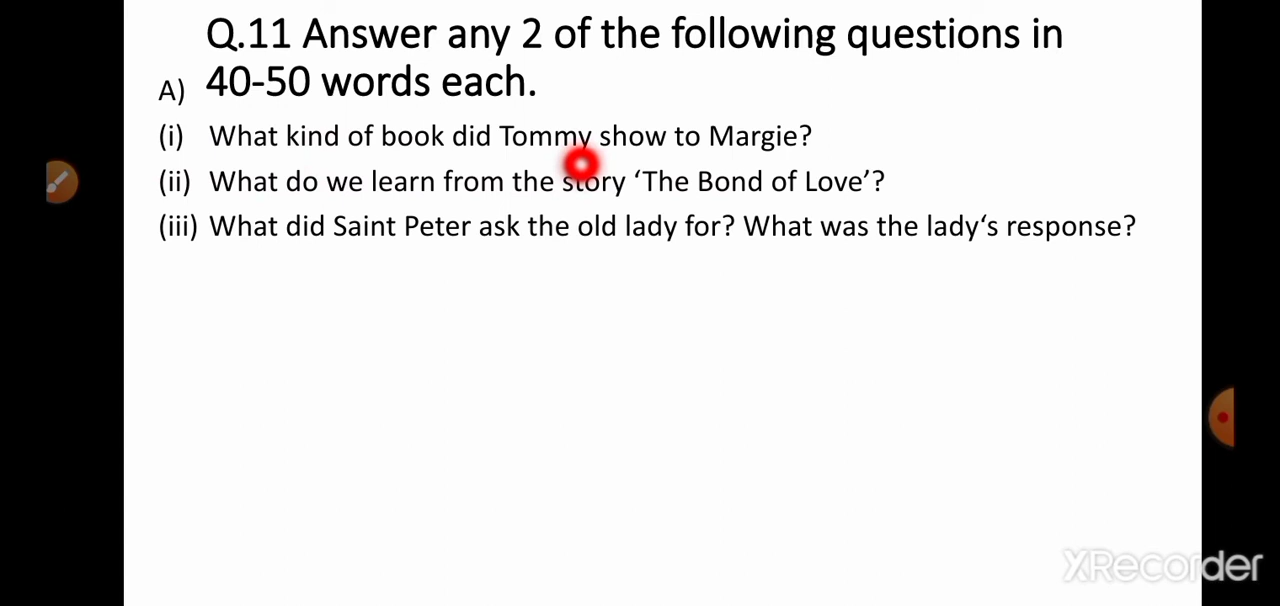 Q.11 Answer any 2 of the following questions in
A) 40-50 words each.
(i) What kind of book did Tommy show to Margie?
(ii) What do we learn from the story ‘The Bond of Love’?
(iii) What did Saint Peter ask the old lady for? What was the lady‘s response?
XRecorder